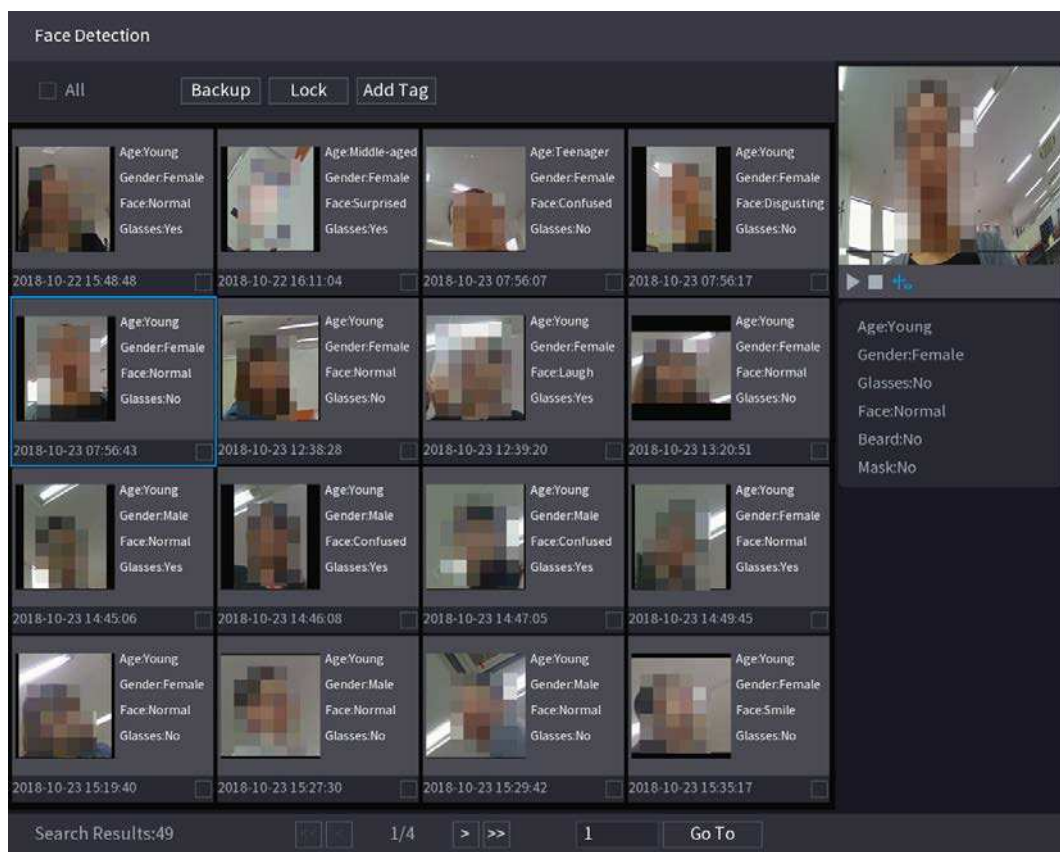 Face Detection
All
Backup
Lock
Add Tag
Age:Young
Gender:Female
Face:Normal
Glasses:Yes
2018-10-22 15:48:48
Age:Middle-aged
Gender:Female
Face:Surprised
Glasses:Yes
2018-10-22 16:11:04
Age:Teenager
Gender:Female
Face:Confused
Glasses:No
2018-10-23 07:56:07
Age:Young
Gender:Female
Face:Disgusting
Glasses:No
2018-10-23 07:56:17
Age:Young
Gender:Female
Face:Normal
Glasses:No
2018-10-23 07:56:43
Age:Young
Gender:Female
Face:Normal
Glasses:No
2018-10-23 12:38:28
Age:Young
Gender:Female
Face:Laugh
Glasses:Yes
2018-10-23 12:39:20
Age:Young
Gender:Female
Face:Normal
Glasses:No
2018-10-23 13:20:51
Age:Young
Gender:Male
Face:Normal
Glasses:Yes
2018-10-23 14:45:06
Age:Young
Gender:Male
Face:Confused
Glasses:Yes
2018-10-23 14:46:08
Age:Young
Gender:Male
Face:Confused
Glasses:Yes
2018-10-23 14:47:05
Age:Young
Gender:Female
Face:Normal
Glasses:Yes
2018-10-23 14:49:45
Age:Young
Gender:Female
Face:Normal
Glasses:No
2018-10-23 15:19:40
Age:Young
Gender:Male
Face:Normal
Glasses:No
2018-10-23 15:27:30
Age:Young
Gender:Male
Face:Normal
Glasses:No
2018-10-23 15:29:42
Age:Young
Gender:Female
Face:Smile
Glasses:No
2018-10-23 15:35:17
Age:Young
Gender:Female
Glasses:No
Face:Normal
Beard:No
Mask:No
Search Results:49
<< < 1/4 > >> 1 Go To